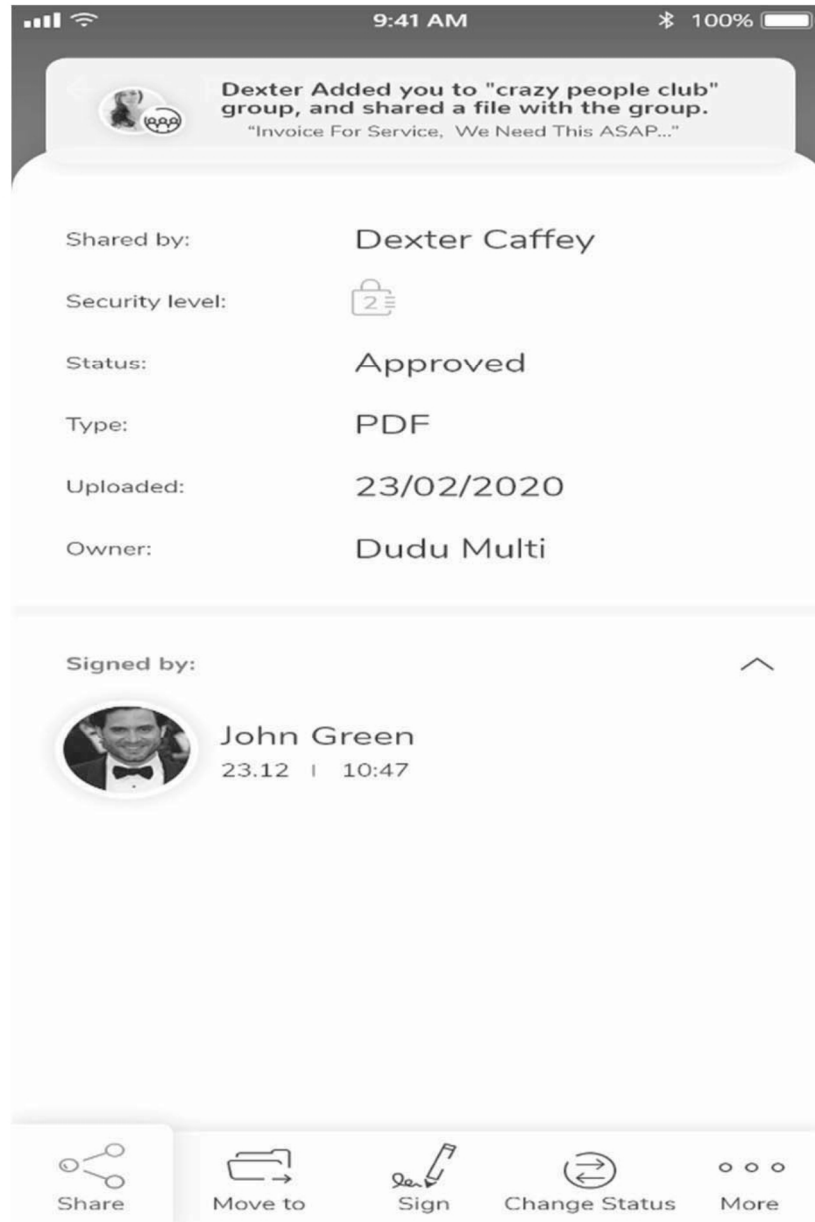 9:41 AM 100%
Dexter Added you to "crazy people club"
group, and shared a file with the group.
"Invoice For Service, We Need This ASAP..."
Shared by: Dexter Caffey
Security level: 2
Status: Approved
Type: PDF
Uploaded: 23/02/2020
Owner: Dudu Multi
Signed by:
John Green
23.12 | 10:47
Share Move to Sign Change Status More